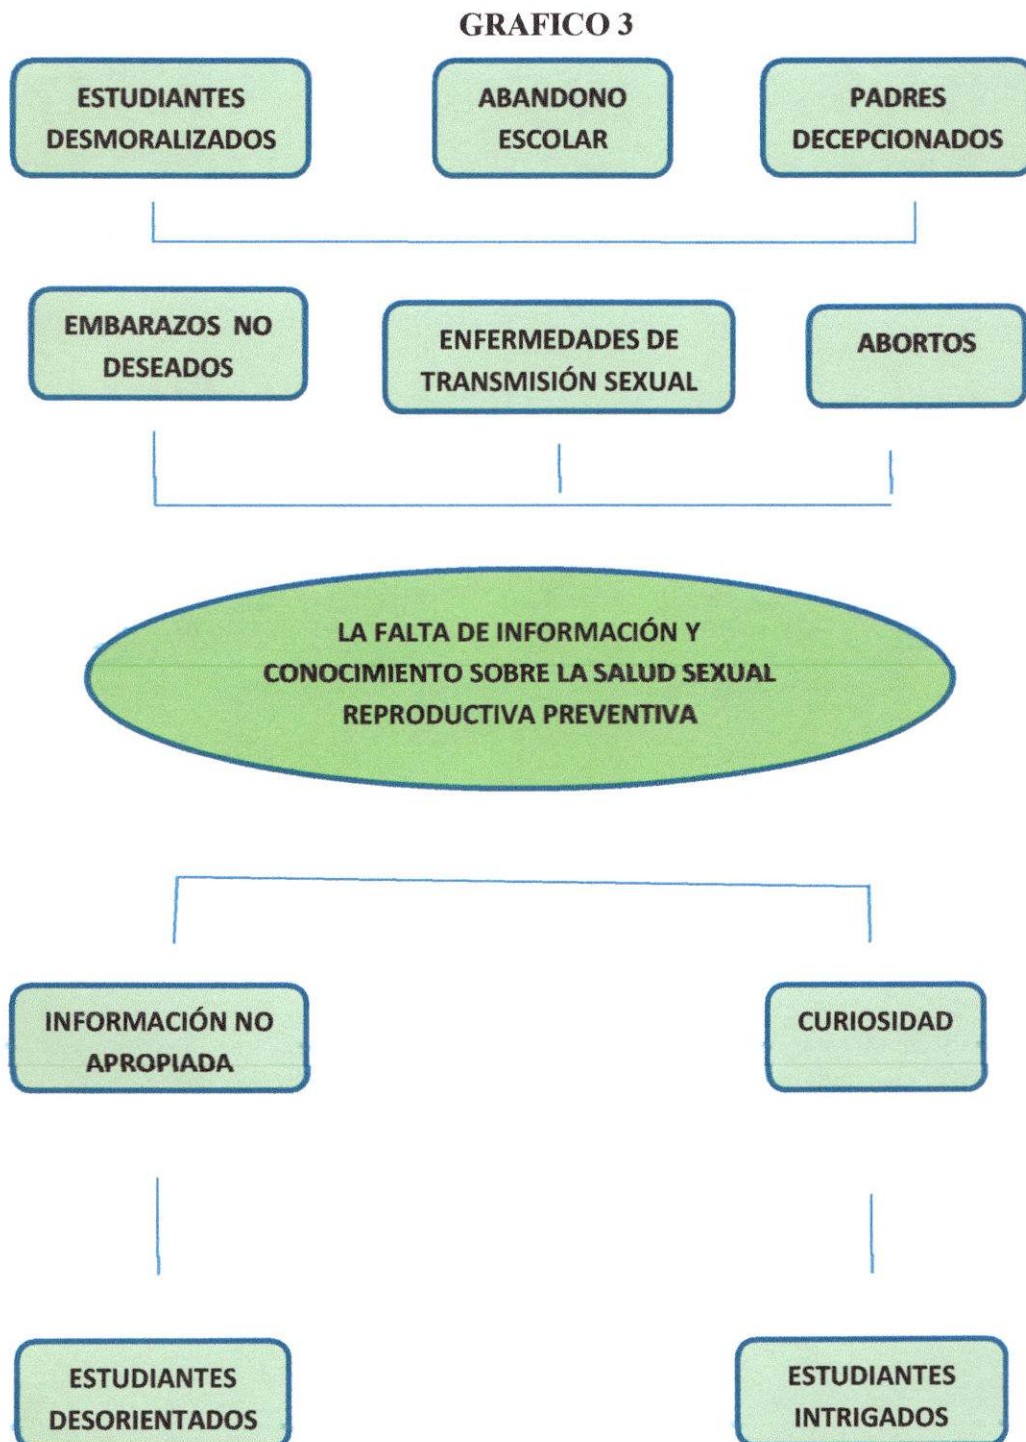 GRAFICO 3
ESTUDIANTES
DESMORALIZADOS
ABANDONO
ESCOLAR
PADRES
DECEPCIONADOS
EMBARAZOS NO
DESEADOS
ENFERMEDADES DE
TRANSMISIÓN SEXUAL
ABORTOS
LA FALTA DE INFORMACIÓN Y
CONOCIMIENTO SOBRE LA SALUD SEXUAL
REPRODUCTIVA PREVENTIVA
INFORMACIÓN NO
APROPIADA
CURIOSIDAD
ESTUDIANTES
DESORIENTADOS
ESTUDIANTES
INTRIGADOS